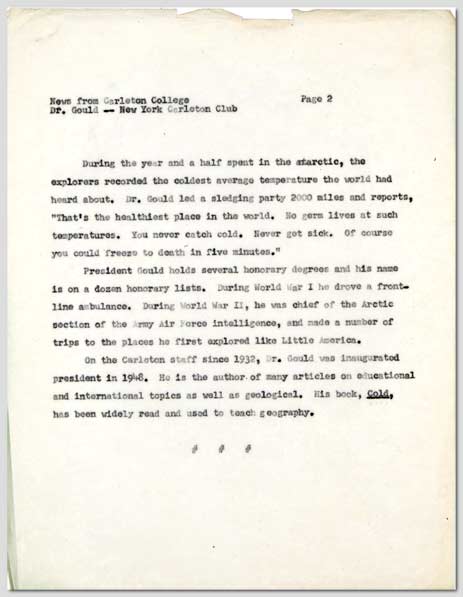 News from Carleton College Page 2
Dr. Gould -- New York Carleton Club
During the year and a half spent in the antarctic, the
explorers recorded the coldest average temperature the world had
heard about. Dr. Gould led a sledging party 2000 miles and reports,
"That's the healthiest place in the world. No germ lives at such
temperatures. You never catch cold. Never get sick. Of course
you could freeze to death in five minutes."
President Gould holds several honorary degrees and his name
is on a dozen honorary lists. During World War I he drove a front-
line ambulance. During World War II, he was chief of the Arctic
section of the Army Air Force intelligence, and made a number of
trips to the places he first explored like Little America.
On the Carleton staff since 1932, Dr. Gould was inaugurated
president in 1948. He is the author of many articles on educational
and international topics as well as geological. His book, Cold,
has been widely read and used to teach geography.
# # #